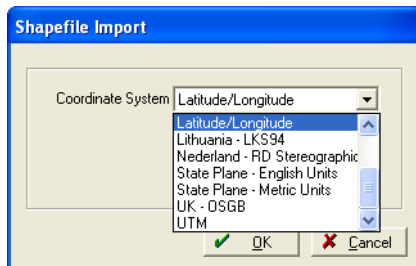 Shapefile Import
Coordinate System Latitude/Longitude
Latitude/Longitude
Lithuania - LKS94
Nederland - RD Stereographic
State Plane - English Units
State Plane - Metric Units
UK - OSGB
UTM
OK Cancel